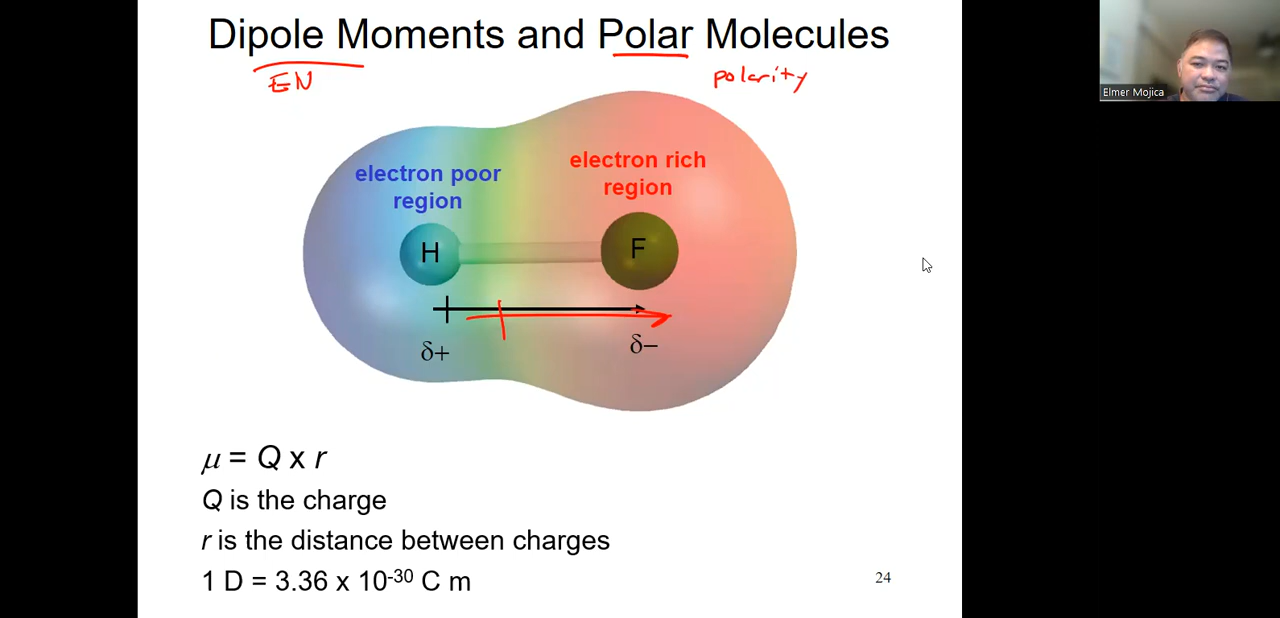 Dipole Moments and Polar Molecules
EN
polarity
Elmer Mojica
electron poor
region
electron rich
region
H
F
δ+
δ−
μ = Q x r
Q is the charge
r is the distance between charges
1 D = 3.36 x 10⁻³⁰ C m
24